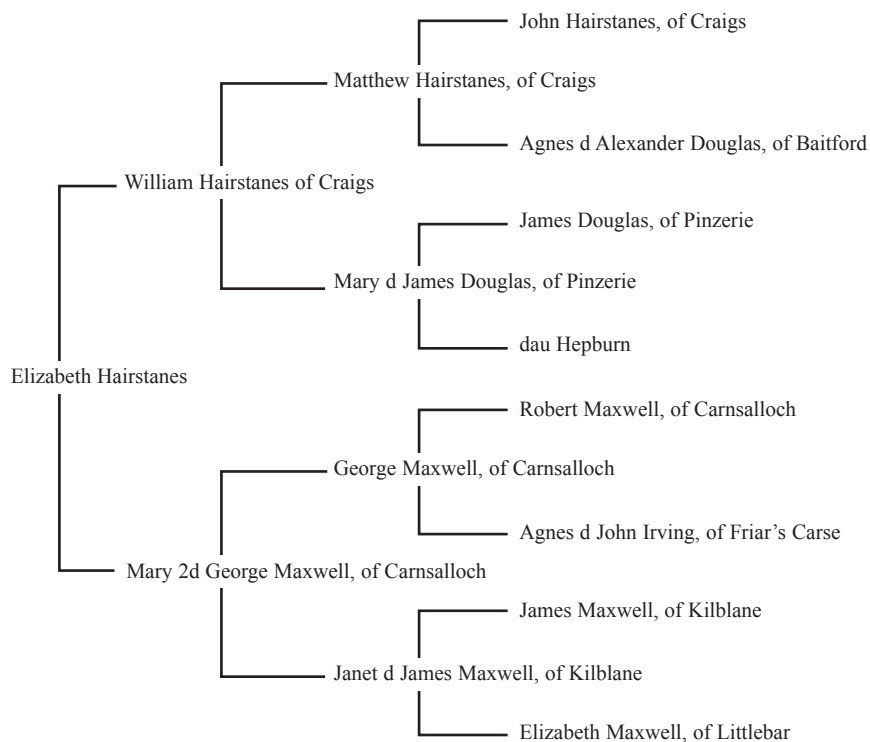 John Hairstanes, of Craigs
Matthew Hairstanes, of Craigs
Agnes d Alexander Douglas, of Baitford
William Hairstanes of Craigs
James Douglas, of Pinzerie
Mary d James Douglas, of Pinzerie
dau Hepburn
Elizabeth Hairstanes
Robert Maxwell, of Carnsalloch
George Maxwell, of Carnsalloch
Agnes d John Irving, of Friar’s Carse
Mary 2d George Maxwell, of Carnsalloch
James Maxwell, of Kilblane
Janet d James Maxwell, of Kilblane
Elizabeth Maxwell, of Littlebar